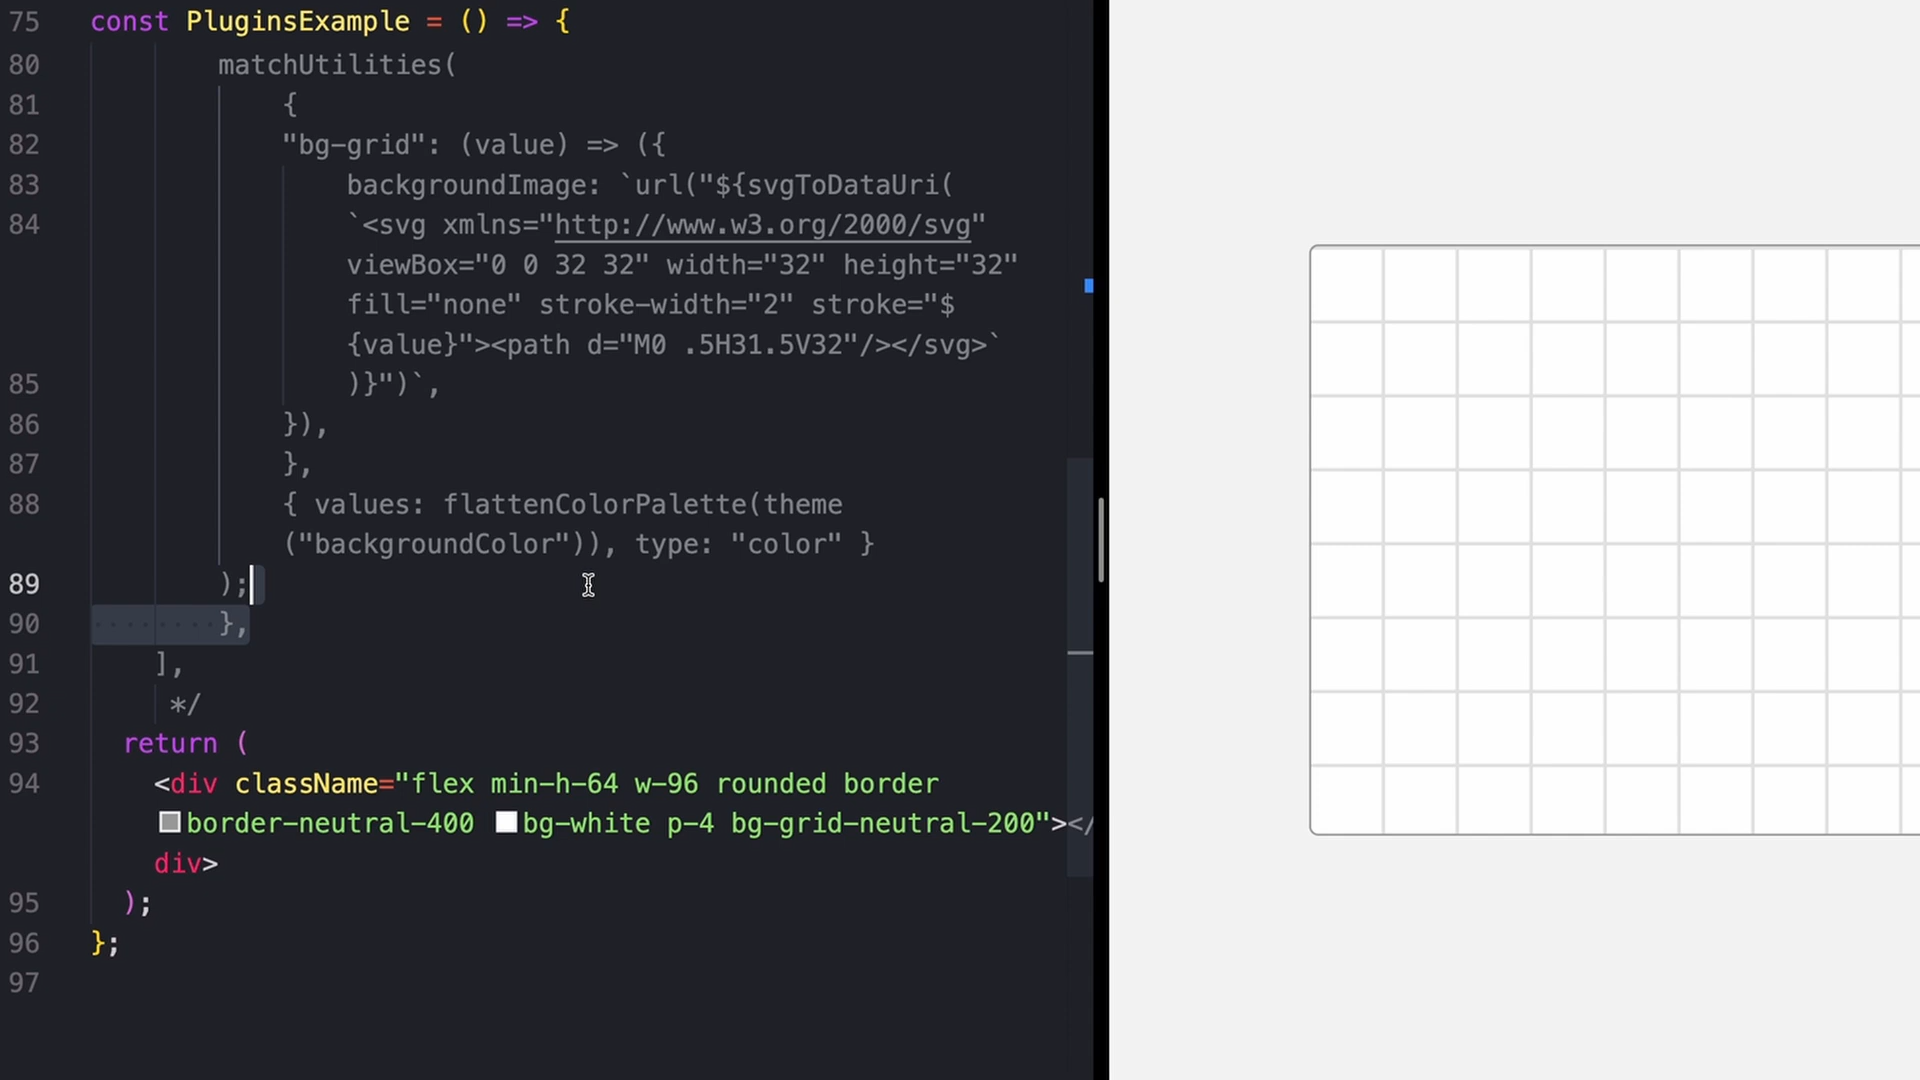 75 const PluginsExample = () => {
80 matchUtilities(
81 {
82 "bg-grid": (value) => ({
83 backgroundImage: `url("${svgToDataUri(
84 `<svg xmlns="http://www.w3.org/2000/svg"
viewBox="0 0 32 32" width="32" height="32"
fill="none" stroke-width="2" stroke="$
{value}"><path d="M0 .5H31.5V32"/></svg>`
85 )}")`,
86 }),
87 },
88 { values: flattenColorPalette(theme
("backgroundColor")), type: "color" }
89 );
90 },
91 ],
92 */
93 return (
94 <div className="flex min-h-64 w-96 rounded border
border-neutral-400 bg-white p-4 bg-grid-neutral-200"></
div>
95 );
96 };
97